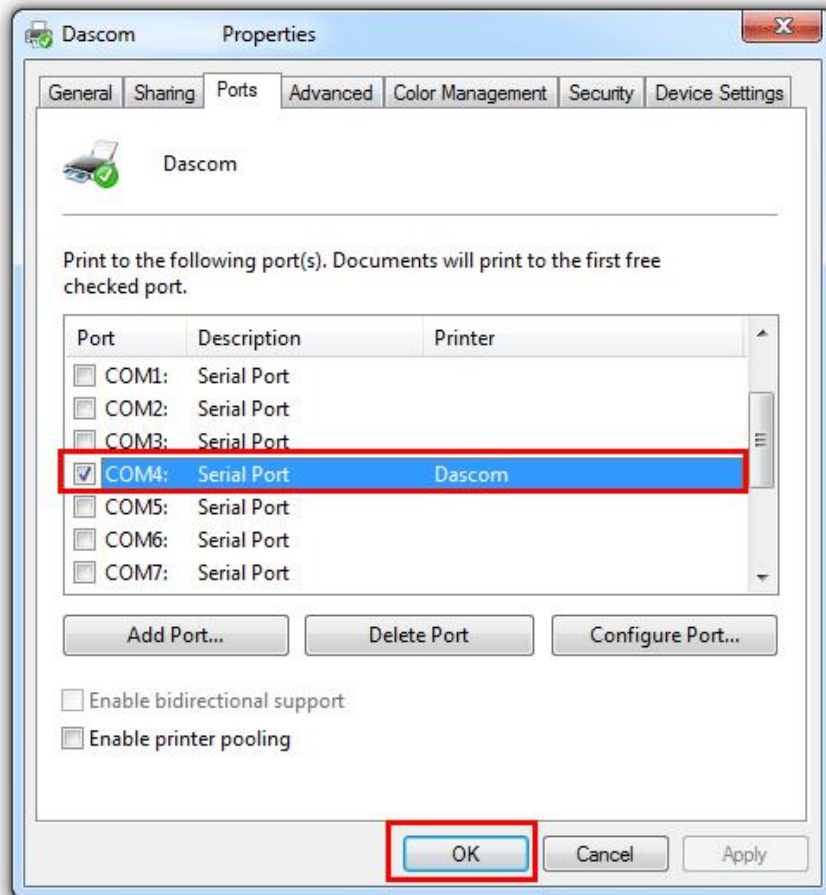 Dascom Properties
General Sharing Ports Advanced Color Management Security Device Settings
Dascom
Print to the following port(s). Documents will print to the first free
checked port.
Port Description Printer
COM1: Serial Port
COM2: Serial Port
COM3: Serial Port
COM4: Serial Port Dascom
COM5: Serial Port
COM6: Serial Port
COM7: Serial Port
Add Port... Delete Port Configure Port...
Enable bidirectional support
Enable printer pooling
OK Cancel Apply